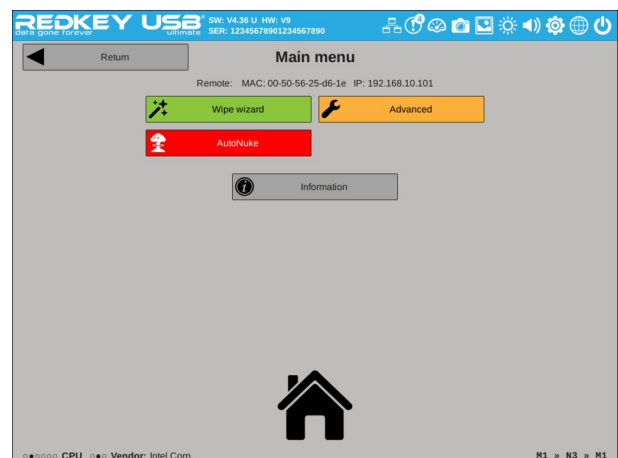 REDKEY USB®
data gone forever ultimate
SW: V4.36 U HW: V9
SER: 12345678901234567890
Return
Main menu
Remote: MAC: 00-50-56-25-d6-1e IP: 192.168.10.101
Wipe wizard
Advanced
AutoNuke
Information
CPU Vendor: Intel Corp
M1 » N3 » M1